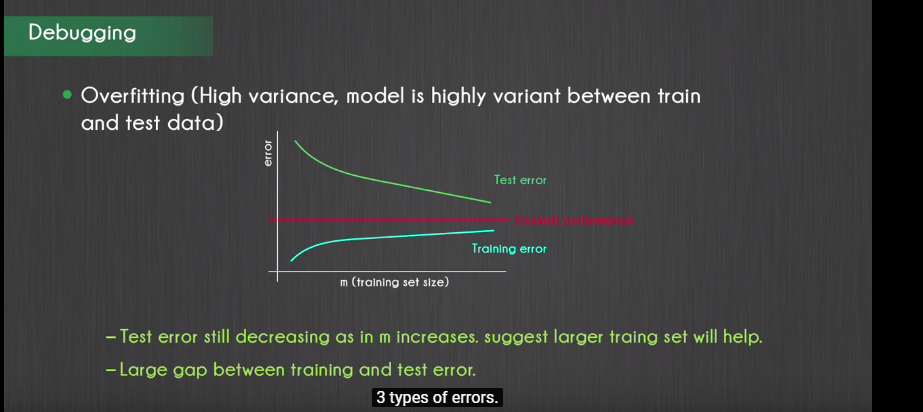 Debugging
• Overfitting (High variance, model is highly variant between train
and test data)
error
Test error
Desired performance
Training error
m (training set size)
– Test error still decreasing as in m increases. suggest larger traing set will help.
– Large gap between training and test error.
3 types of errors.